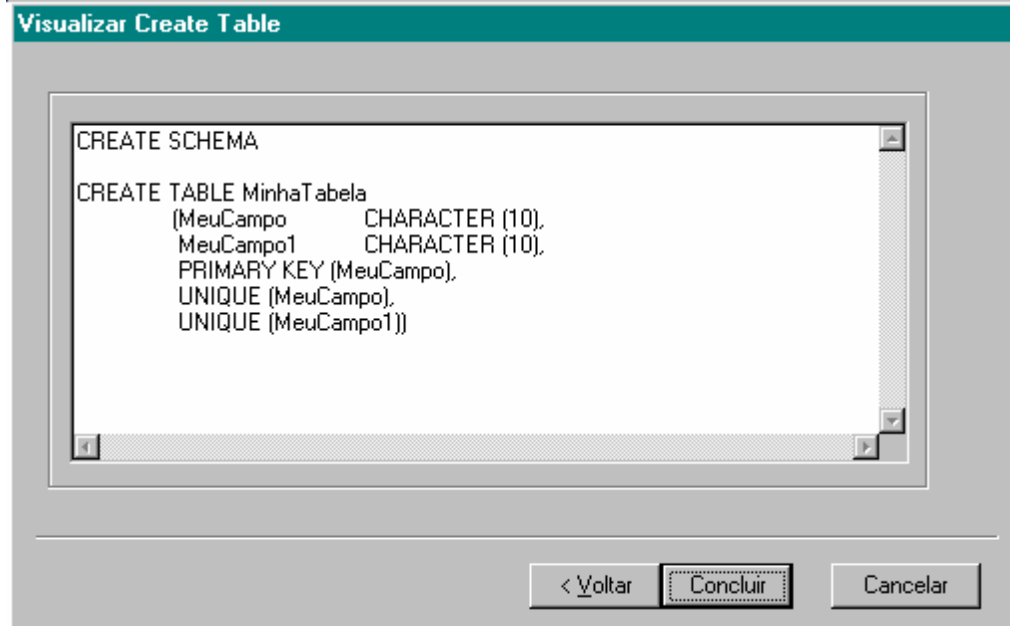 Visualizar Create Table
CREATE SCHEMA
CREATE TABLE MinhaTabela
(MeuCampo CHARACTER (10),
MeuCampo1 CHARACTER (10),
PRIMARY KEY (MeuCampo),
UNIQUE (MeuCampo),
UNIQUE (MeuCampo1))
< Voltar Concluir Cancelar